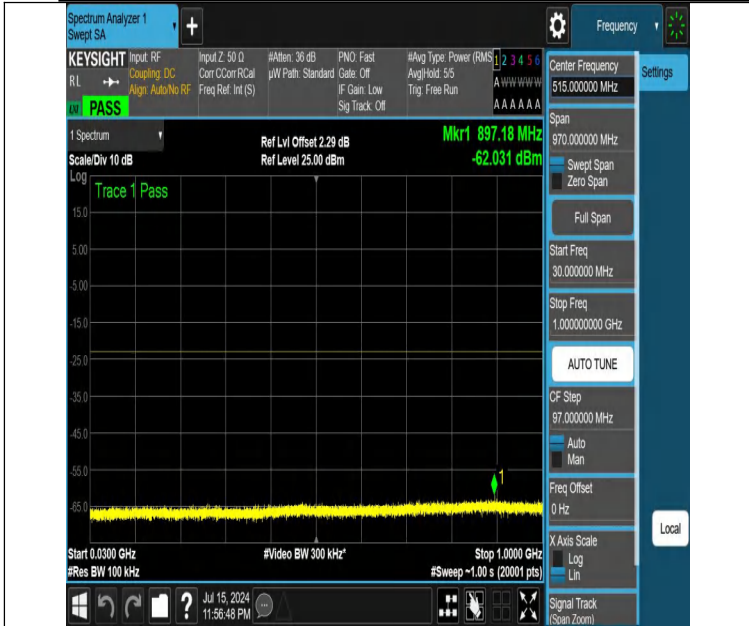 Spectrum Analyzer 1
Swept SA
Frequency
KEYSIGHT
RL
PASS
Input: RF
Coupling: DC
Align: Auto/No RF
Input Z: 50 Ω
Corr CCorr RCal
Freq Ref: Int (S)
#Atten: 36 dB
µW Path: Standard
PNO: Fast
Gate: Off
IF Gain: Low
Sig Track: Off
#Avg Type: Power (RMS
Avg|Hold: 5/5
Trig: Free Run
1 2 3 4 5 6
A W W W W W
A A A A A A
1 Spectrum
Scale/Div 10 dB
Ref Lvl Offset 2.29 dB
Ref Level 25.00 dBm
Mkr1 897.18 MHz
-62.031 dBm
Log
Trace 1 Pass
15.0
5.00
-5.00
-15.0
-25.0
-35.0
-45.0
-55.0
-65.0
1
Start 0.0300 GHz
#Res BW 100 kHz
#Video BW 300 kHz*
Stop 1.0000 GHz
#Sweep ~1.00 s (20001 pts)
Jul 15, 2024
11:56:48 PM
Center Frequency
515.000000 MHz
Settings
Span
970.000000 MHz
Swept Span
Zero Span
Full Span
Start Freq
30.000000 MHz
Stop Freq
1.000000000 GHz
AUTO TUNE
CF Step
97.000000 MHz
Auto
Man
Freq Offset
0 Hz
Local
X Axis Scale
Log
Lin
Signal Track
(Span Zoom)